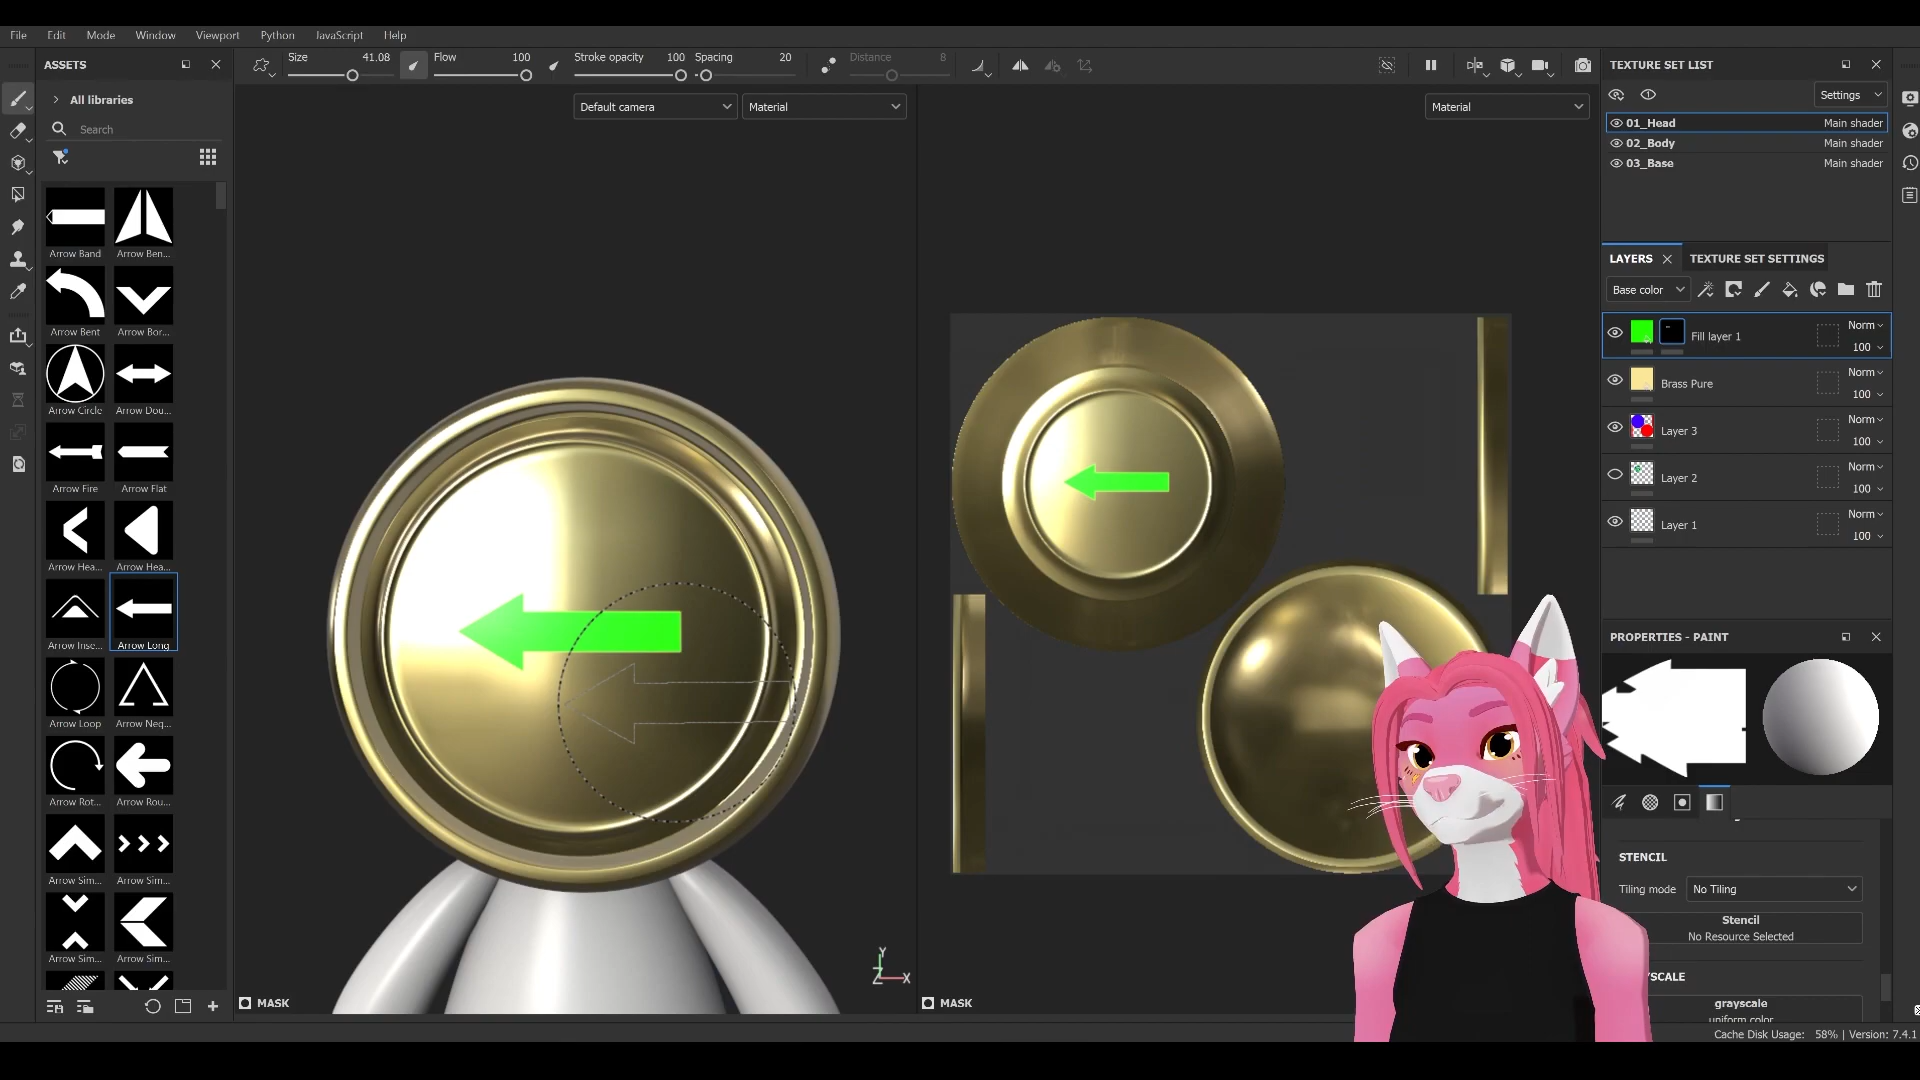 File Edit Mode Window Viewport Python JavaScript Help
ASSETS
Size 41.08 Flow 100 Stroke opacity 100 Spacing 20 Distance 8
All libraries
Search
Default camera
Material
Material
Arrow Band Arrow Ben...
Arrow Bent Arrow Bor...
Arrow Circle Arrow Dou...
Arrow Fire Arrow Flat
Arrow Hea... Arrow Hea...
Arrow Inse... Arrow Long
Arrow Loop Arrow Neq...
Arrow Rot... Arrow Rou...
Arrow Sim... Arrow Sim...
Arrow Sim... Arrow Sim...
Y
Z X
MASK
MASK
TEXTURE SET LIST
Settings
01_Head Main shader
02_Body Main shader
03_Base Main shader
LAYERS TEXTURE SET SETTINGS
Base color
Fill layer 1 Norm 100
Brass Pure Norm 100
Layer 3 Norm 100
Layer 2 Norm 100
Layer 1 Norm 100
PROPERTIES - PAINT
STENCIL
Tiling mode No Tiling
Stencil
No Resource Selected
YSCALE
grayscale
uniform color
Cache Disk Usage: 58% | Version: 7.4.1